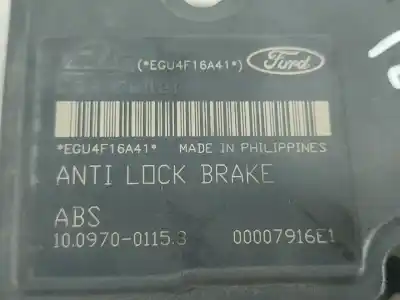 (*EGU4F16A41*) Ford
*EGU4F16A41* MADE IN PHILIPPINES
ANTI LOCK BRAKE
ABS
10.0970-0115.3 00007916E1